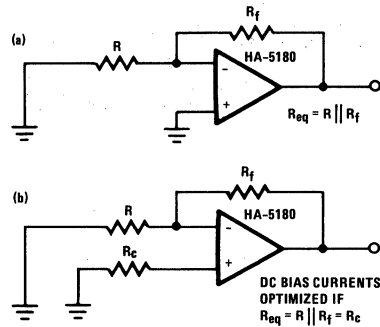 (a)
R
Rf
HA-5180
-
+
Req = R || Rf
(b)
R
Rf
HA-5180
Rc
-
+
DC BIAS CURRENTS
OPTIMIZED IF
Req = R || Rf = Rc